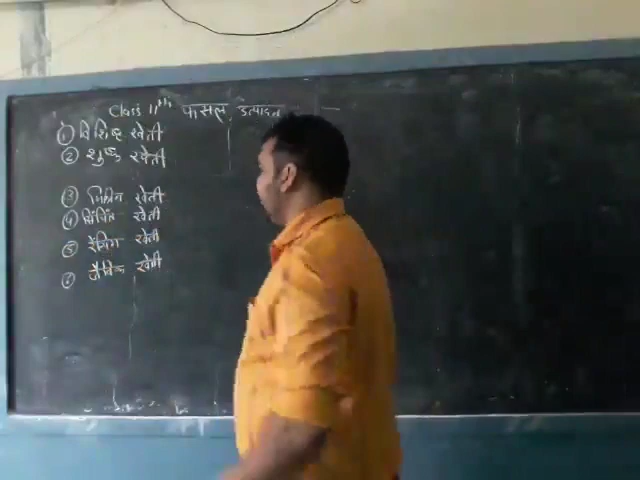 Class 11th फसल उत्पादन
① विशिष्ट खेती
② शुष्क खेती
③ मिश्रित खेती
④ सिंचित खेती
⑤ रैंचिंग खेती
⑥ जैविक खेती